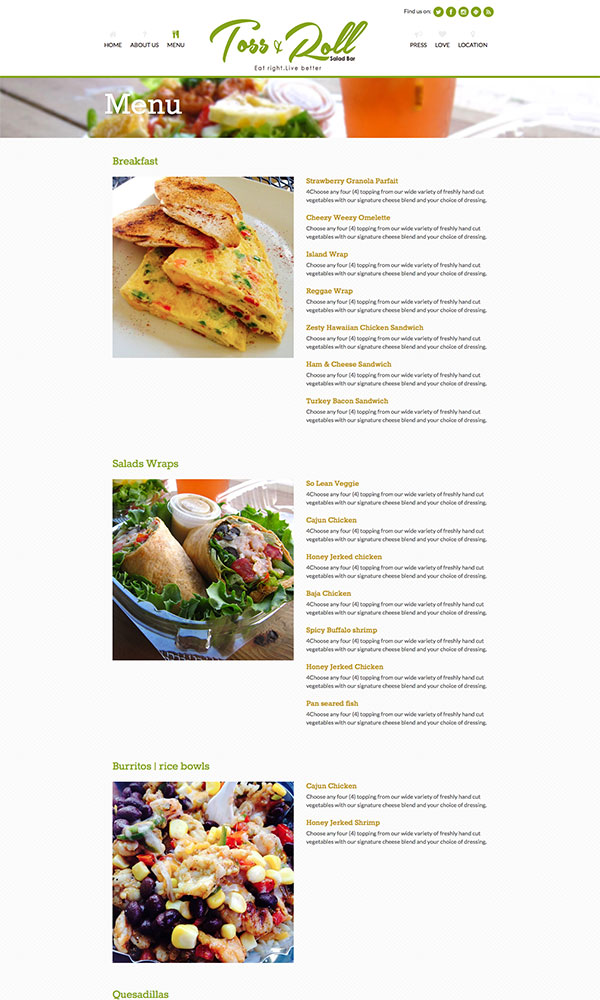 Find us on:
HOME
ABOUT US
MENU
Toss & Roll
Salad Bar
Eat right.Live better
PRESS
LOVE
LOCATION
Menu
Breakfast
Strawberry Granola Parfait
4Choose any four (4) topping from our wide variety of freshly hand cut
vegetables with our signature cheese blend and your choice of dressing.
Cheezy Weezy Omelette
Choose any four (4) topping from our wide variety of freshly hand cut
vegetables with our signature cheese blend and your choice of dressing.
Island Wrap
Choose any four (4) topping from our wide variety of freshly hand cut
vegetables with our signature cheese blend and your choice of dressing.
Reggae Wrap
Choose any four (4) topping from our wide variety of freshly hand cut
vegetables with our signature cheese blend and your choice of dressing.
Zesty Hawaiian Chicken Sandwich
Choose any four (4) topping from our wide variety of freshly hand cut
vegetables with our signature cheese blend and your choice of dressing.
Ham & Cheese Sandwich
Choose any four (4) topping from our wide variety of freshly hand cut
vegetables with our signature cheese blend and your choice of dressing.
Turkey Bacon Sandwich
Choose any four (4) topping from our wide variety of freshly hand cut
vegetables with our signature cheese blend and your choice of dressing.
Salads Wraps
So Lean Veggie
4Choose any four (4) topping from our wide variety of freshly hand cut
vegetables with our signature cheese blend and your choice of dressing.
Cajun Chicken
4Choose any four (4) topping from our wide variety of freshly hand cut
vegetables with our signature cheese blend and your choice of dressing.
Honey Jerked chicken
4Choose any four (4) topping from our wide variety of freshly hand cut
vegetables with our signature cheese blend and your choice of dressing.
Baja Chicken
4Choose any four (4) topping from our wide variety of freshly hand cut
vegetables with our signature cheese blend and your choice of dressing.
Spicy Buffalo shrimp
4Choose any four (4) topping from our wide variety of freshly hand cut
vegetables with our signature cheese blend and your choice of dressing.
Honey Jerked Chicken
4Choose any four (4) topping from our wide variety of freshly hand cut
vegetables with our signature cheese blend and your choice of dressing.
Pan seared fish
4Choose any four (4) topping from our wide variety of freshly hand cut
vegetables with our signature cheese blend and your choice of dressing.
Burritos | rice bowls
Cajun Chicken
Choose any four (4) topping from our wide variety of freshly hand cut
vegetables with our signature cheese blend and your choice of dressing.
Honey Jerked Shrimp
Choose any four (4) topping from our wide variety of freshly hand cut
vegetables with our signature cheese blend and your choice of dressing.
Quesadillas